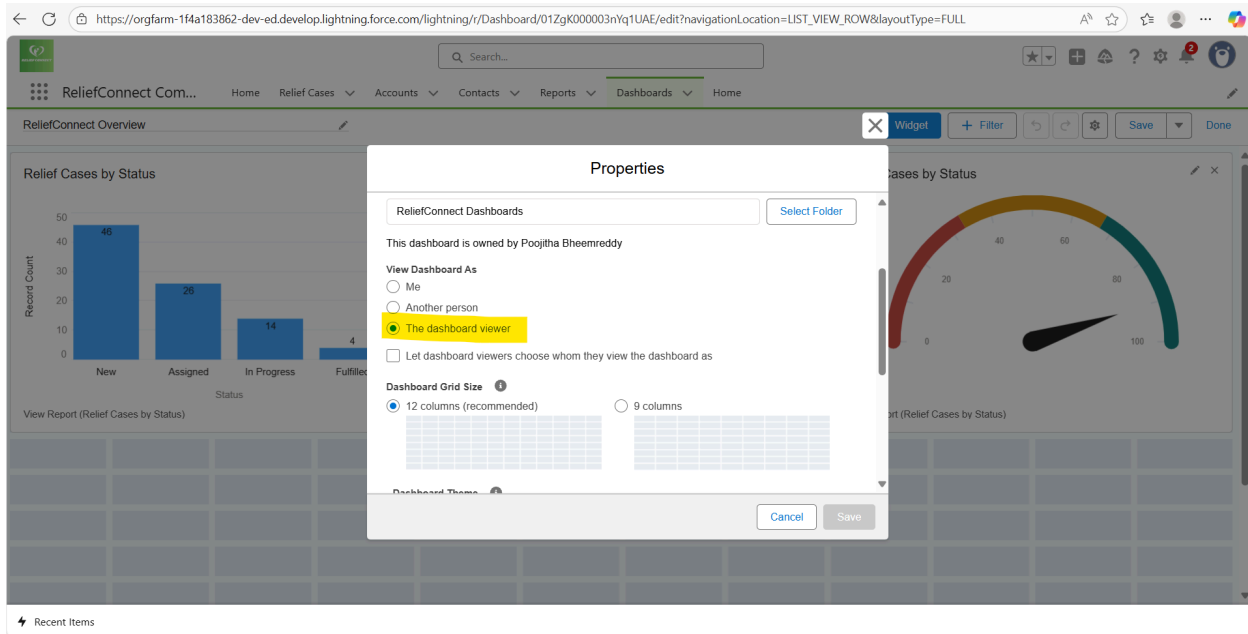 https://orgfarm-1f4a183862-dev-ed.develop.lightning.force.com/lightning/r/Dashboard/01ZgK000003nYq1UAE/edit?navigationLocation=LIST_VIEW_ROW&layoutType=FULL
Search...
2
ReliefConnect Com...
Home
Relief Cases
Accounts
Contacts
Reports
Dashboards
Home
ReliefConnect Overview
Widget
+ Filter
Save
Done
Relief Cases by Status
50
40
30
20
10
0
Record Count
46
26
14
4
New
Assigned
In Progress
Fulfilled
Status
View Report (Relief Cases by Status)
Properties
ReliefConnect Dashboards
Select Folder
This dashboard is owned by Poojitha Bheemreddy
View Dashboard As
Me
Another person
The dashboard viewer
Let dashboard viewers choose whom they view the dashboard as
Dashboard Grid Size
12 columns (recommended)
9 columns
Dashboard Theme
Cancel
Save
Cases by Status
0
20
40
60
80
100
(Relief Cases by Status)
Recent Items